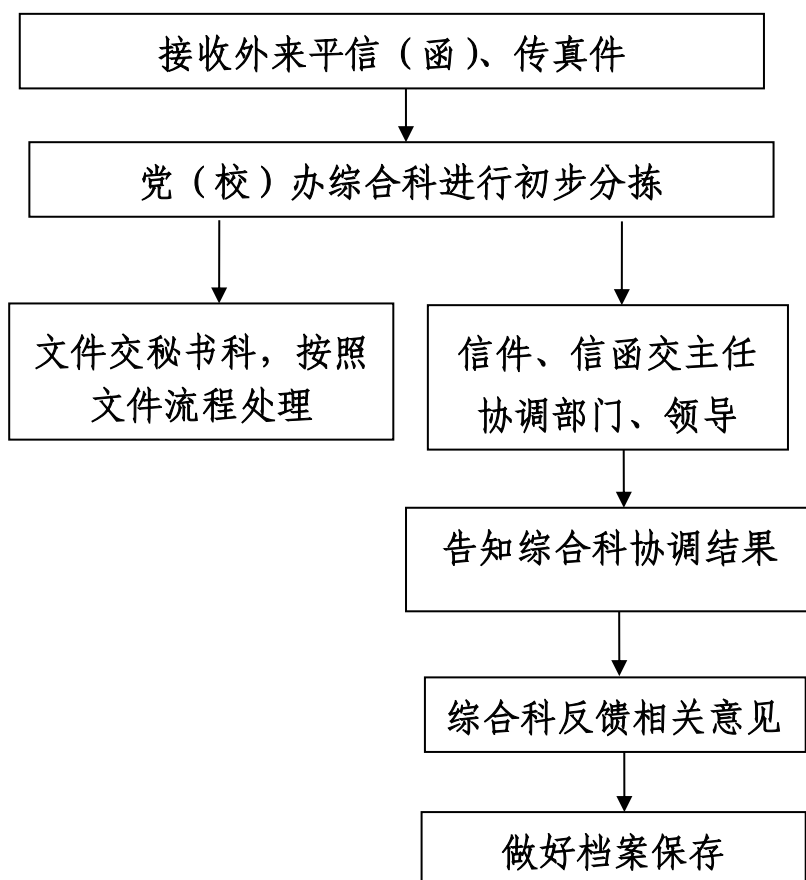 接收外来平信（函）、传真件
党（校）办综合科进行初步分拣
文件交秘书科，按照
文件流程处理
信件、信函交主任
协调部门、领导
告知综合科协调结果
综合科反馈相关意见
做好档案保存